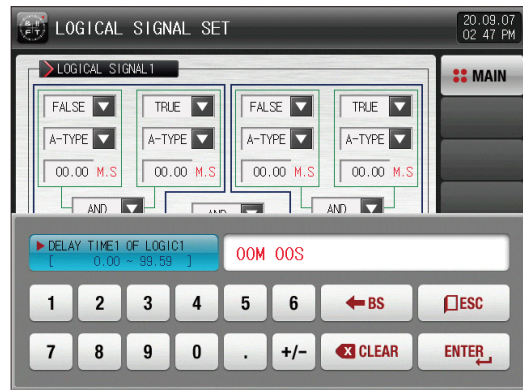 LOGICAL SIGNAL SET
20.09.07
02 47 PM
LOGICAL SIGNAL1
MAIN
FALSE TRUE FALSE TRUE
A-TYPE A-TYPE A-TYPE A-TYPE
00.00 M.S 00.00 M.S 00.00 M.S 00.00 M.S
AND AND AND
DELAY TIME1 OF LOGIC1
[ 0.00 ~ 99.59 ]
00M 00S
1 2 3 4 5 6 BS ESC
7 8 9 0 . +/- CLEAR ENTER